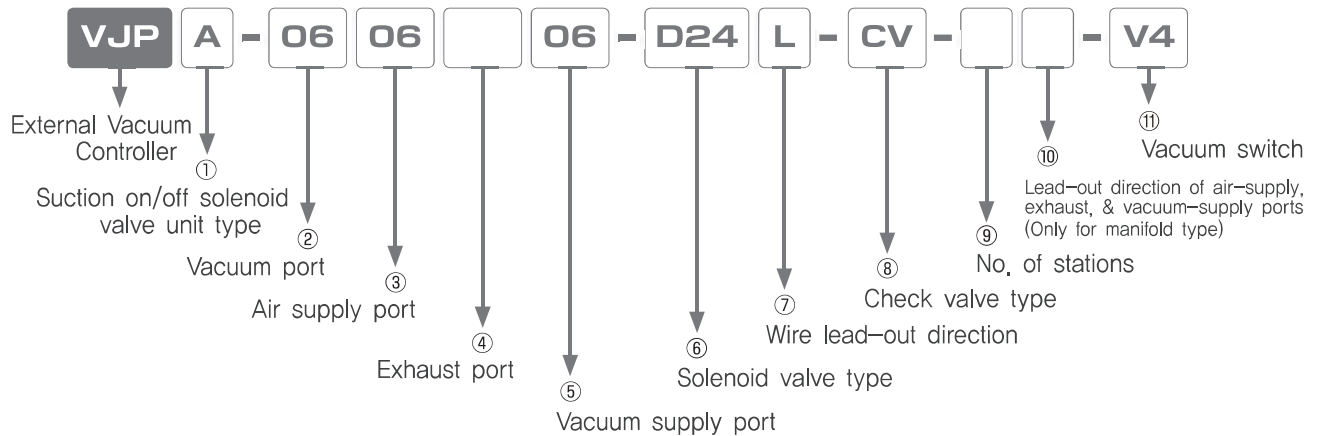 VJP A - 06 06 06 - D24 L - CV - - V4
External Vacuum
Controller
①
Suction on/off solenoid
valve unit type
②
Vacuum port
③
Air supply port
④
Exhaust port
⑤
Vacuum supply port
⑥
Solenoid valve type
⑦
Wire lead-out direction
⑧
Check valve type
⑨
No. of stations
⑩
Lead-out direction of air-supply,
exhaust, & vacuum-supply ports
(Only for manifold type)
⑪
Vacuum switch